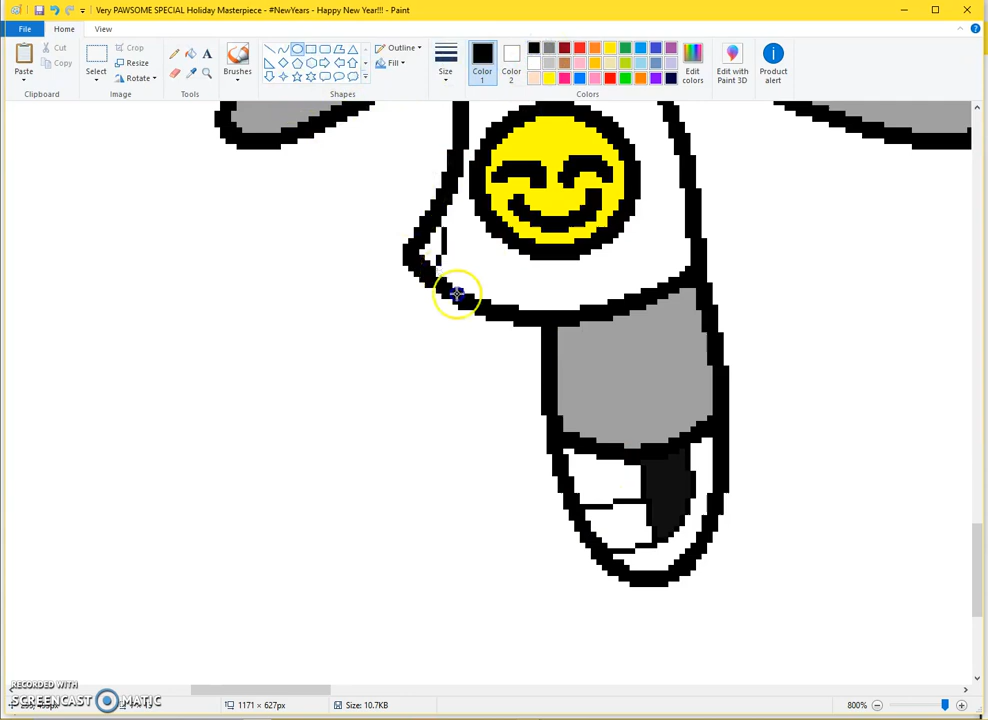 Very PAWSOME SPECIAL Holiday Masterpiece - #NewYears - Happy New Year!!! - Paint
File Home View
Paste Cut Copy Select Crop Resize Rotate Brushes Outline Fill Size Color 1 Color 2 Edit colors Edit with Paint 3D Product alert
Clipboard Image Tools Shapes Colors
RECORDED WITH
SCREENCAST MATIC
1171 × 627px Size: 10.7KB 800%